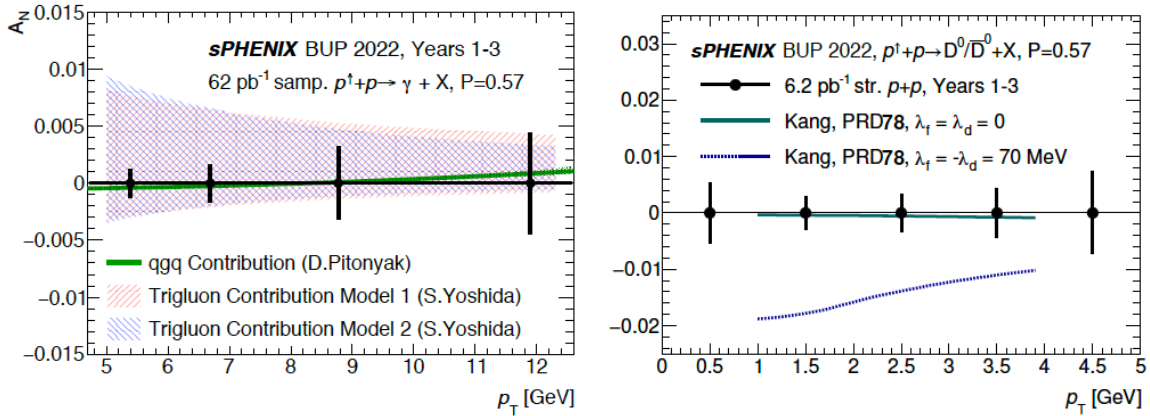 A_N
0.015
0.01
0.005
0
−0.005
−0.01
−0.015
sPHENIX BUP 2022, Years 1-3
62 pb⁻¹ samp. p↑+p→ γ + X, P=0.57
qgq Contribution (D.Pitonyak)
Trigluon Contribution Model 1 (S.Yoshida)
Trigluon Contribution Model 2 (S.Yoshida)
5 6 7 8 9 10 11 12
p_T [GeV]
0.03
0.02
0.01
0
−0.01
−0.02
sPHENIX BUP 2022, p↑+p→D⁰/D̅⁰+X, P=0.57
6.2 pb⁻¹ str. p+p, Years 1-3
Kang, PRD78, λ_f = λ_d = 0
Kang, PRD78, λ_f = -λ_d = 70 MeV
0 0.5 1 1.5 2 2.5 3 3.5 4 4.5 5
p_T [GeV]